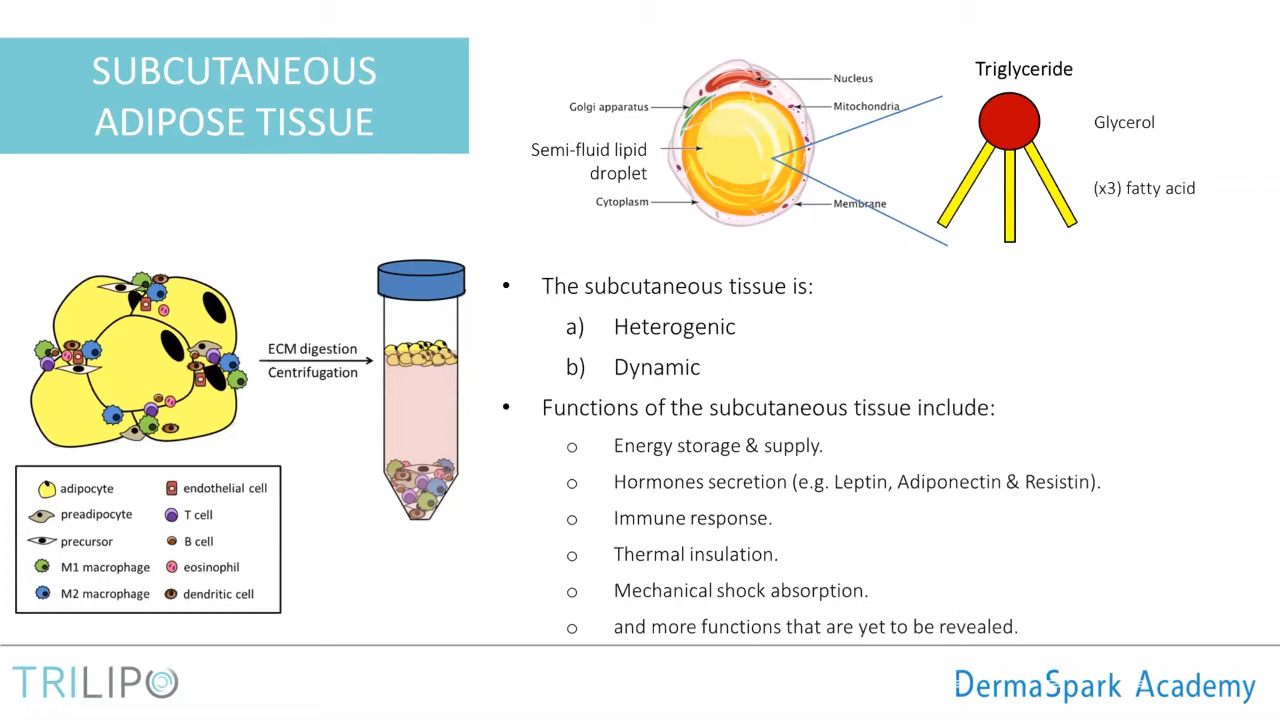 SUBCUTANEOUS
ADIPOSE TISSUE
Nucleus
Golgi apparatus
Mitochondria
Semi-fluid lipid
droplet
Cytoplasm
Membrane
Triglyceride
Glycerol
(x3) fatty acid
ECM digestion
Centrifugation
adipocyte
endothelial cell
preadipocyte
T cell
precursor
B cell
M1 macrophage
eosinophil
M2 macrophage
dendritic cell
• The subcutaneous tissue is:
a) Heterogenic
b) Dynamic
• Functions of the subcutaneous tissue include:
o Energy storage & supply.
o Hormones secretion (e.g. Leptin, Adiponectin & Resistin).
o Immune response.
o Thermal insulation.
o Mechanical shock absorption.
o and more functions that are yet to be revealed.
TRILIPO
DermaSpark Academy